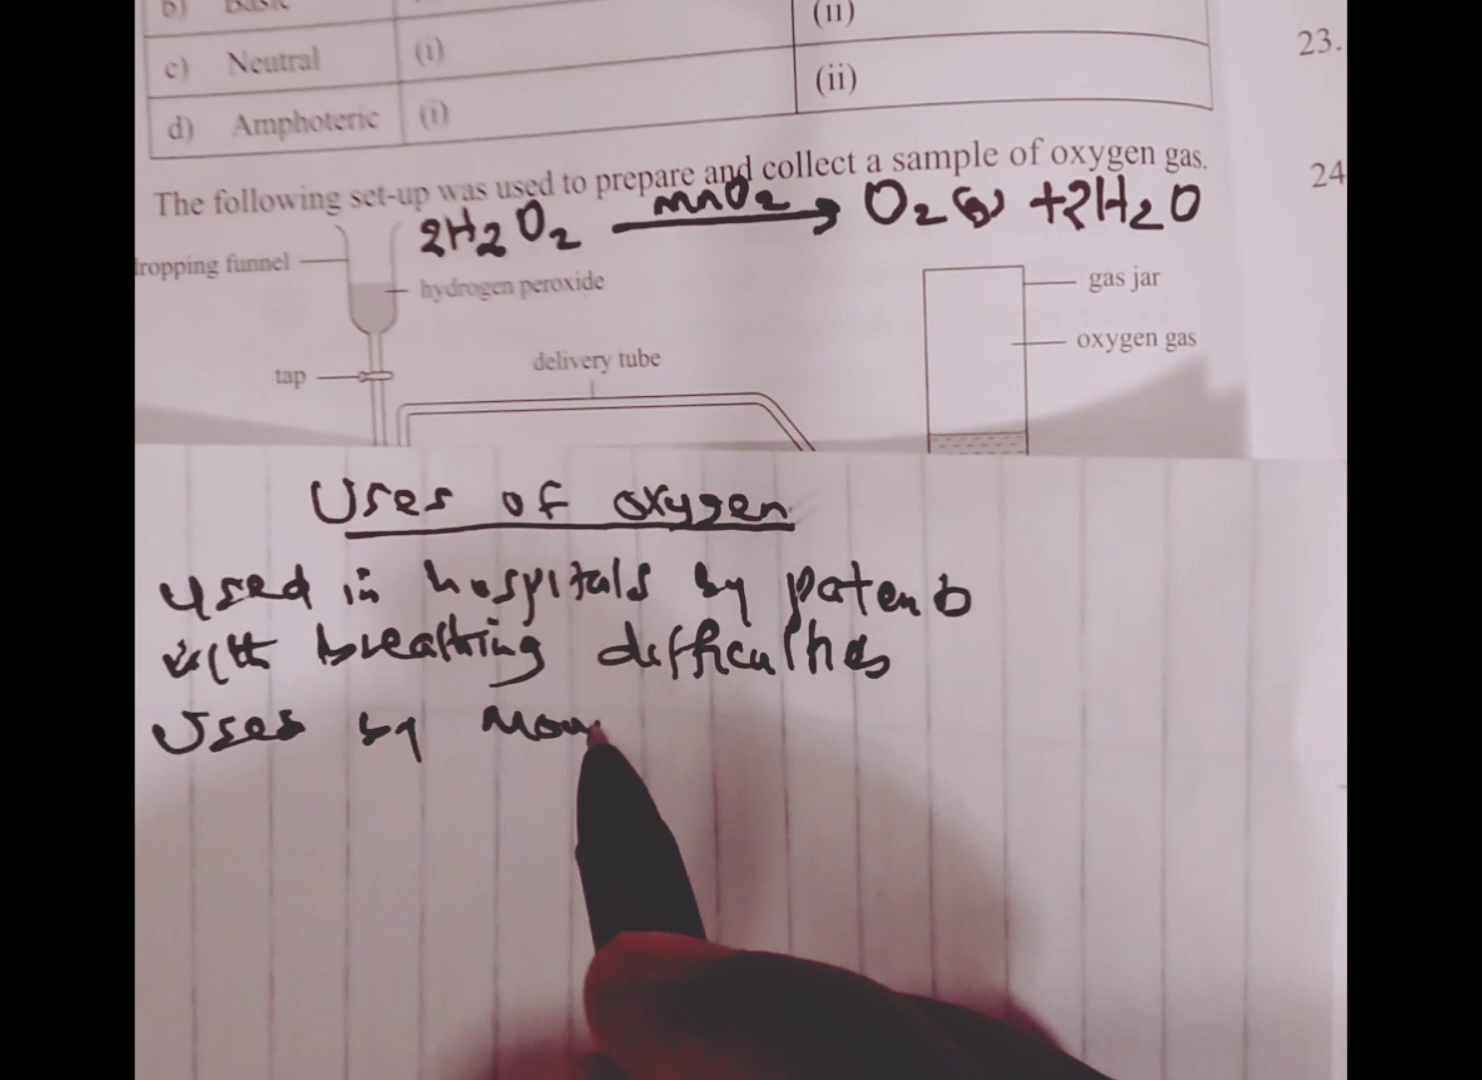 b) Basic
(ii)
c) Neutral (i) (ii)
d) Amphoteric (i)
23.
24
The following set-up was used to prepare and collect a sample of oxygen gas.
2H2O2 MnO2 → O2(g) + 2H2O
dropping funnel
hydrogen peroxide
tap
delivery tube
gas jar
oxygen gas
Uses of oxygen
used in hospitals by patents
with breathing difficulties
Uses by Moun